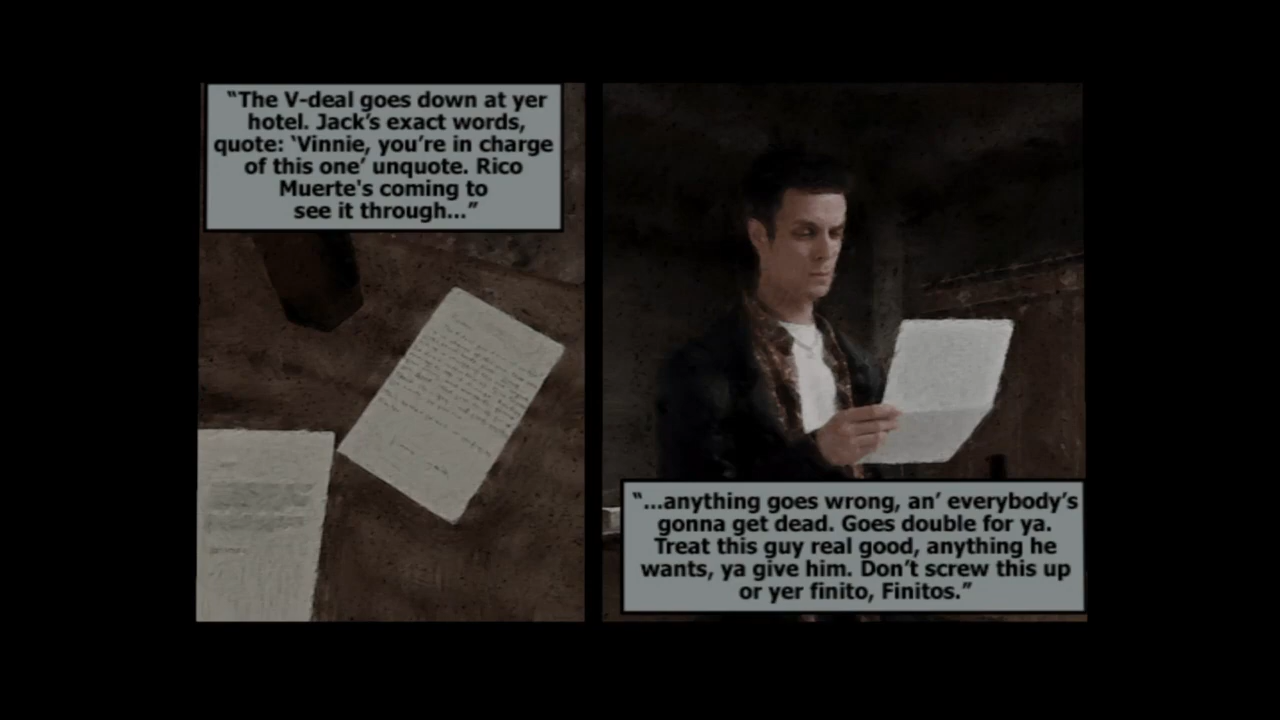 “The V-deal goes down at yer
hotel. Jack’s exact words,
quote: ‘Vinnie, you’re in charge
of this one’ unquote. Rico
Muerte's coming to
see it through...”
“...anything goes wrong, an’ everybody’s
gonna get dead. Goes double for ya.
Treat this guy real good, anything he
wants, ya give him. Don’t screw this up
or yer finito, Finitos.”